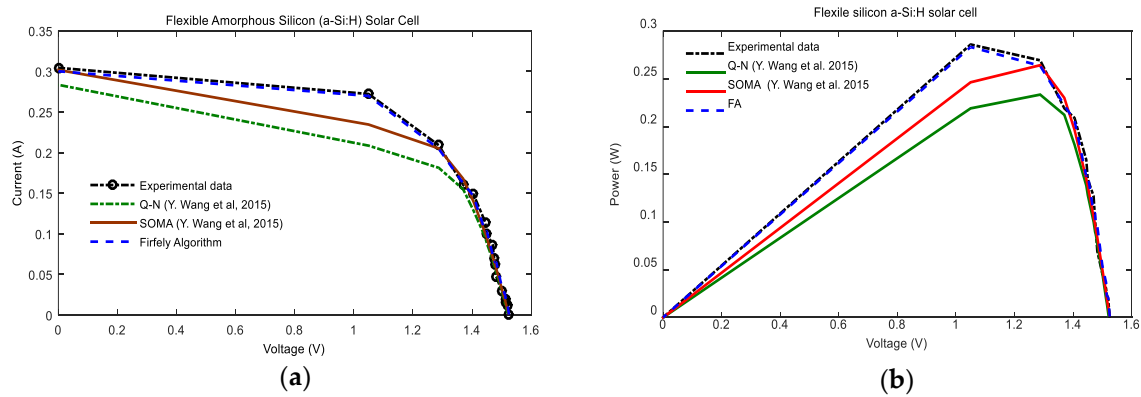 Flexible Amorphous Silicon (a-Si:H) Solar Cell
0.35
0.3
0.25
0.2
0.15
0.1
0.05
0
Current (A)
Experimental data
Q-N (Y. Wang et al, 2015)
SOMA (Y. Wang et al, 2015)
Firfely Algorithm
0 0.2 0.4 0.6 0.8 1 1.2 1.4 1.6
Voltage (V)
(a)
Flexile silicon a-Si:H solar cell
0.3
0.25
0.2
0.15
0.1
0.05
0
Power (W)
Experimental data
Q-N (Y. Wang et al. 2015)
SOMA (Y. Wang et al. 2015
FA
0 0.2 0.4 0.6 0.8 1 1.2 1.4 1.6
Voltage (V)
(b)